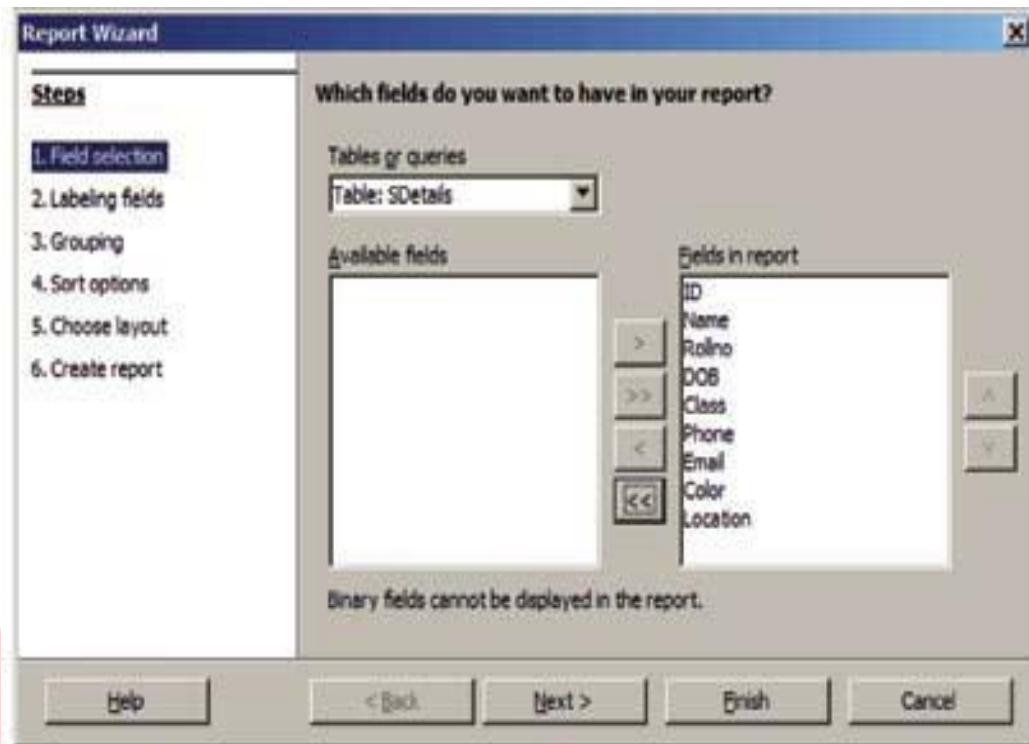 Report Wizard
Steps
1. Field selection
2. Labeling fields
3. Grouping
4. Sort options
5. Choose layout
6. Create report
Which fields do you want to have in your report?
Tables or queries
Table: SDetails
Available fields
>
>>
<
<<
Fields in report
ID
Name
Rollno
DOB
Class
Phone
Email
Color
Location
Binary fields cannot be displayed in the report.
Help
< Back
Next >
Finish
Cancel